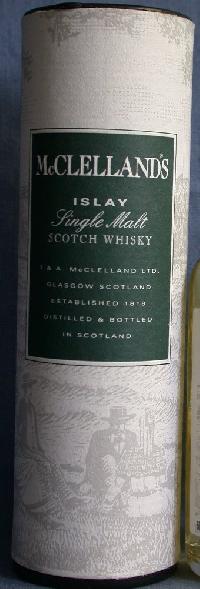 McCLELLAND'S
ISLAY
Single Malt
SCOTCH WHISKY
T & A McCLELLAND LTD.
GLASGOW SCOTLAND
ESTABLISHED 1818
DISTILLED & BOTTLED
IN SCOTLAND